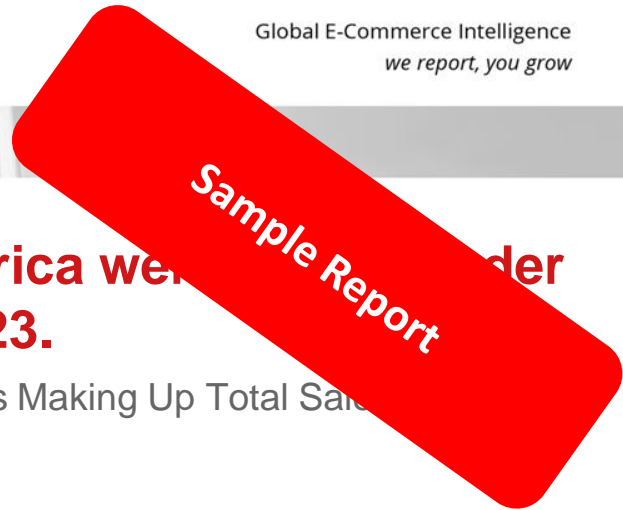 Global E-Commerce Intelligence
we report, you grow
Sample Report
rica we der
23.
s Making Up Total Sal